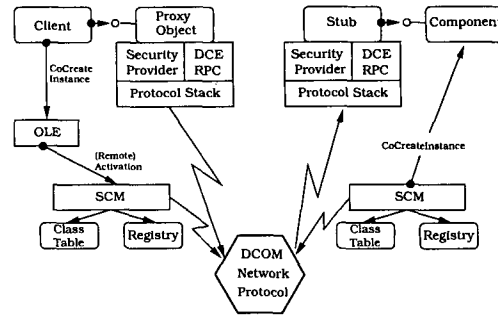 Client
Proxy
Object
Stub
Component
Security
Provider
DCE
RPC
Protocol Stack
Security
Provider
DCE
RPC
Protocol Stack
CoCreate
Instance
OLE
(Remote)
Activation
CoCreateInstance
SCM
SCM
Class
Table
Registry
Class
Table
Registry
DCOM
Network
Protocol